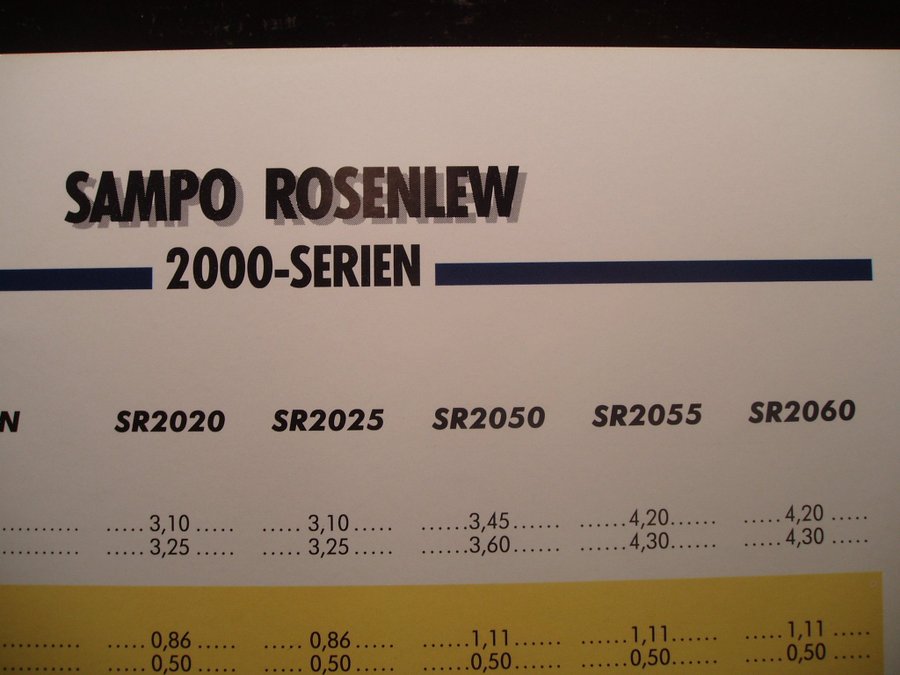 SAMPO ROSENLEW
2000-SERIEN
N SR2020 SR2025 SR2050 SR2055 SR2060
.......... .....3,10..... .....3,10..... ......3,45...... ......4,20...... .....4,20.....
.......... .....3,25..... .....3,25..... ......3,60...... ......4,30...... .....4,30.....
.......... .....0,86..... .....0,86..... ......1,11...... ......1,11...... .....1,11.....
.......... .....0,50..... .....0,50..... ......0,50...... ......0,50...... .....0,50.....